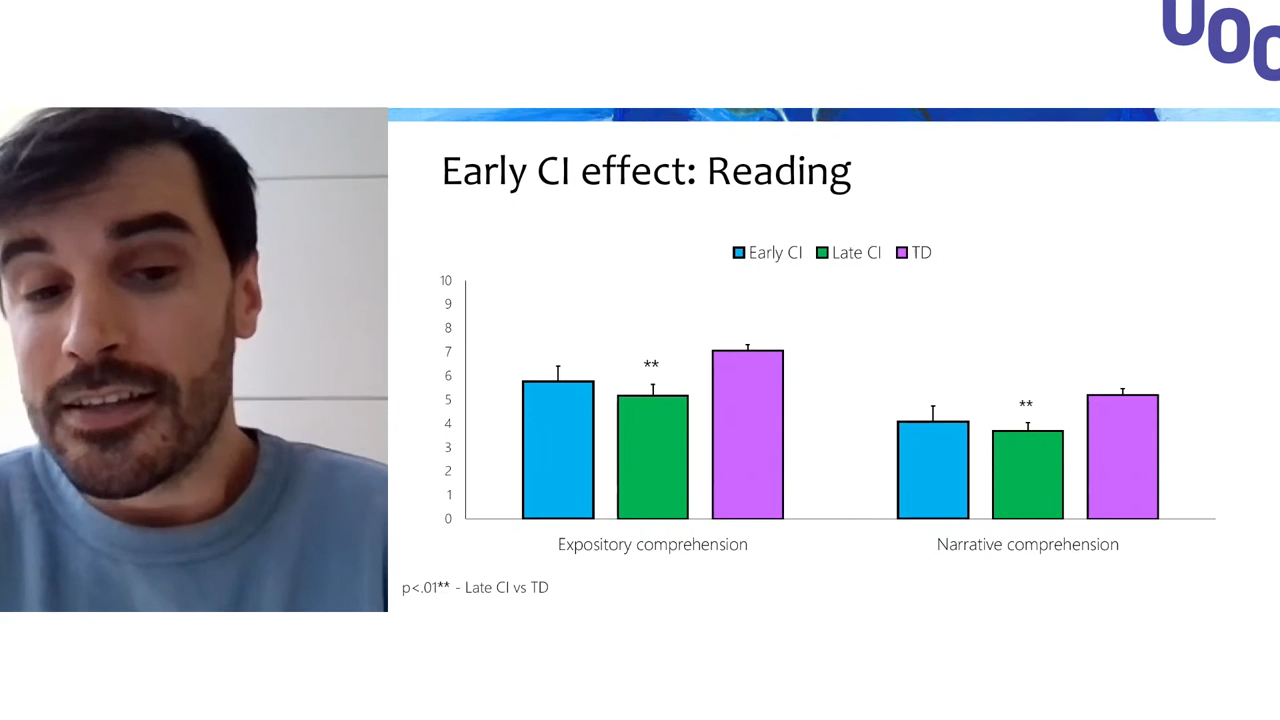 UOC
Early CI effect: Reading
Early CI Late CI TD
10
9
8
7
6
5
4
3
2
1
0
**
**
Expository comprehension Narrative comprehension
p<.01** - Late CI vs TD